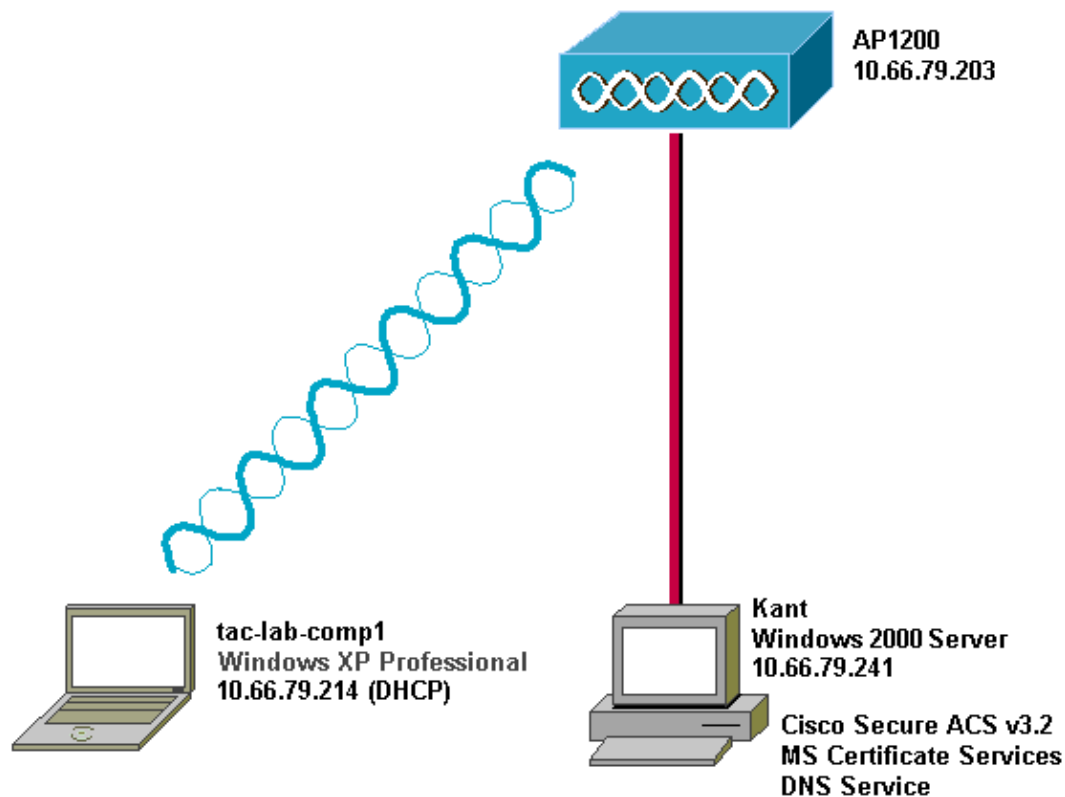 AP1200
10.66.79.203
tac-lab-comp1
Windows XP Professional
10.66.79.214 (DHCP)
Kant
Windows 2000 Server
10.66.79.241
Cisco Secure ACS v3.2
MS Certificate Services
DNS Service